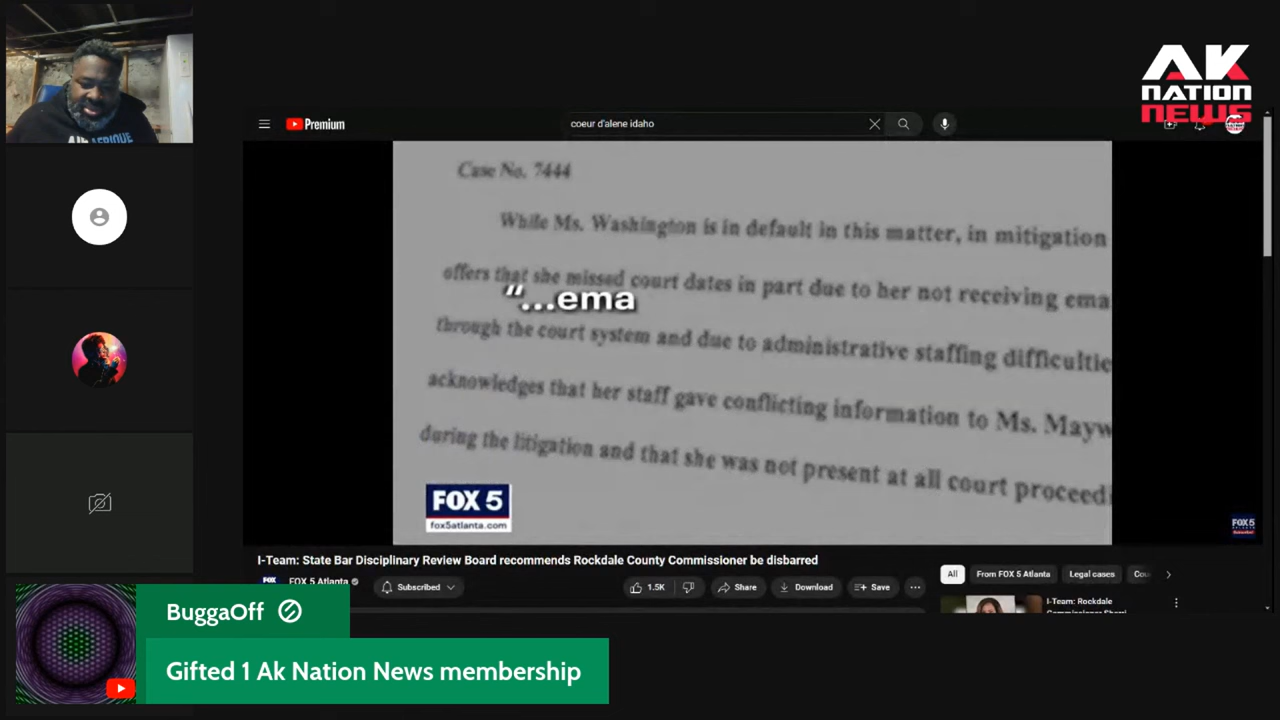 AK
NATION
NEWS
Premium
coeur d'alene idaho
Case No. 7444
While Ms. Washington is in default in this matter, in mitigation
offers that she missed court dates in part due to her not receiving ema
"...ema
through the court system and due to administrative staffing difficultie
acknowledges that her staff gave conflicting information to Ms. Mayw
during the litigation and that she was not present at all court proceedi
FOX 5
fox5atlanta.com
FOX5
I-Team: State Bar Disciplinary Review Board recommends Rockdale County Commissioner be disbarred
FOX 5 Atlanta
Subscribed
1.5K
Share
Download
Save
All
From FOX 5 Atlanta
Legal cases
Cou
I-Team: Rockdale
Commissioner Sherri
BuggaOff
Gifted 1 Ak Nation News membership